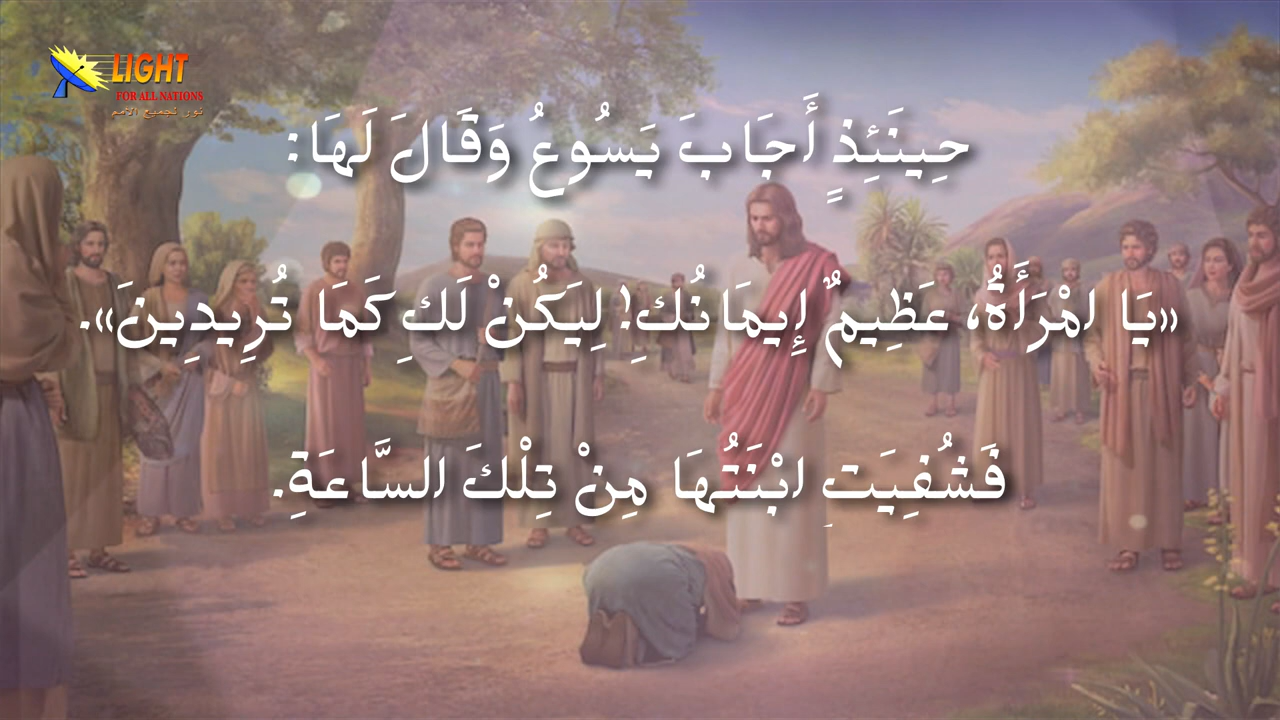 LIGHT
FOR ALL NATIONS
نور لجميع الأمم
حِينَئِذٍ أَجَابَ يَسُوعُ وَقَالَ لَهَا:
«يَا امْرَأَةُ، عَظِيمٌ إِيمَانُكِ! لِيَكُنْ لَكِ كَمَا تُرِيدِينَ».
فَشُفِيَتِ ابْنَتُهَا مِنْ تِلْكَ السَّاعَةِ.